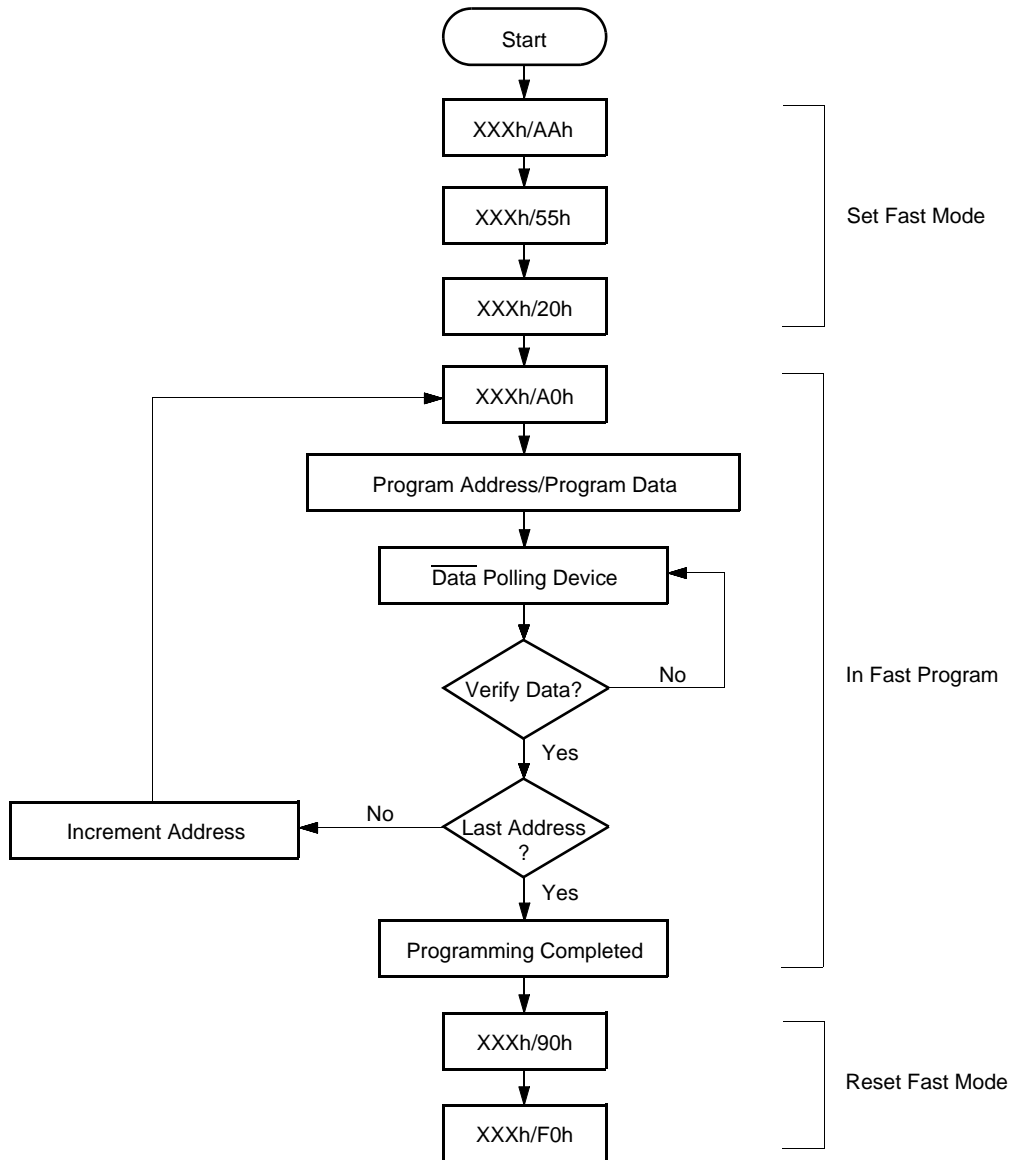 Start
XXXh/AAh
XXXh/55h
Set Fast Mode
XXXh/20h
XXXh/A0h
Program Address/Program Data
Data Polling Device
Verify Data?
No
In Fast Program
Yes
Increment Address
No
Last Address
?
Yes
Programming Completed
XXXh/90h
Reset Fast Mode
XXXh/F0h